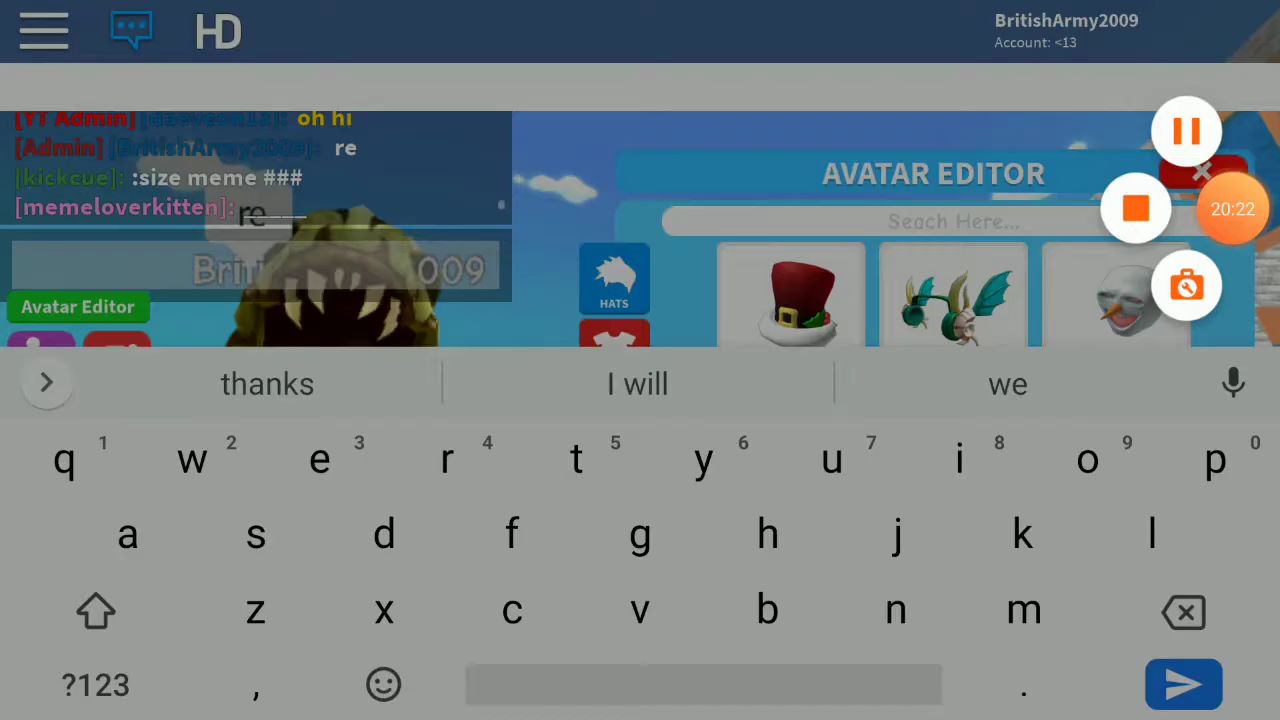 HD
BritishArmy2009
Account: <13
[YT Admin] [daeveon13]: oh hi
[Admin] [BritishArmy2009]: re
[kickcue]: :size meme ###
[memeloverkitten]: _____
re
009
Avatar Editor
AVATAR EDITOR
Seach Here...
HATS
20:22
thanks
I will
we
q 1 w 2 e 3 r 4 t 5 y 6 u 7 i 8 o 9 p 0
a s d f g h j k l
z x c v b n m
?123 , .